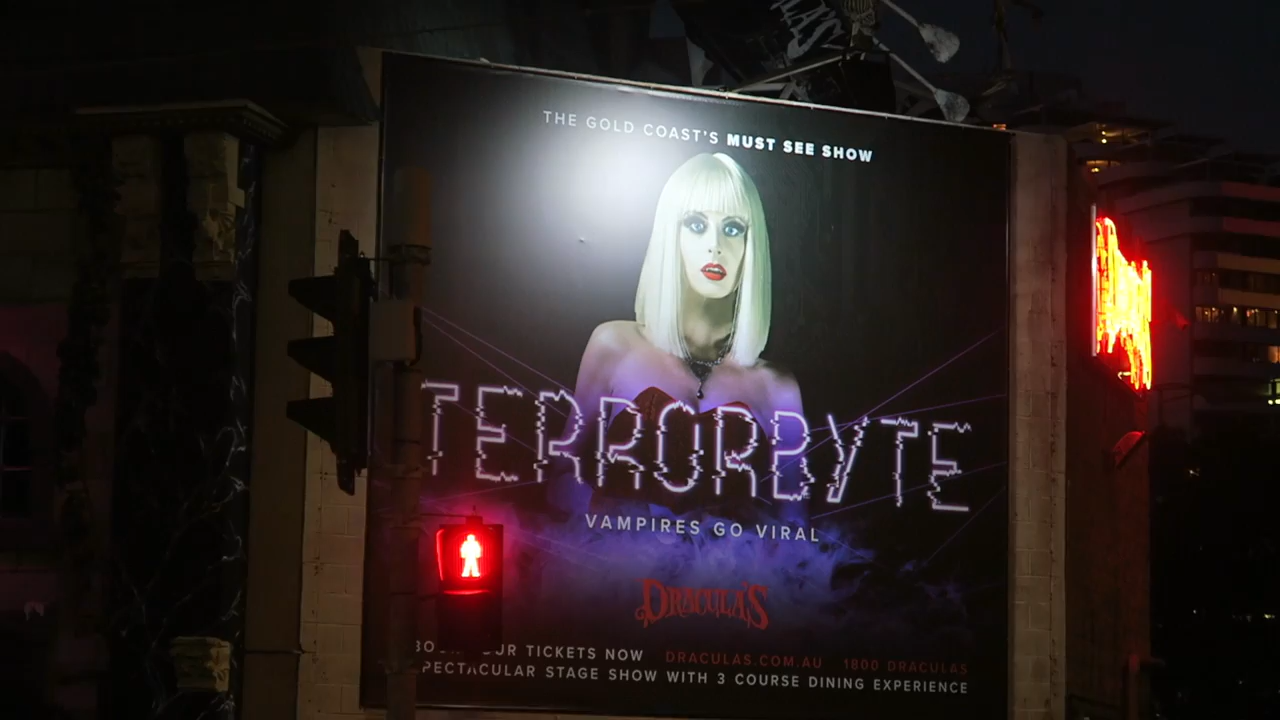 THE GOLD COAST'S MUST SEE SHOW
TERRORBYTE
VAMPIRES GO VIRAL
DRACULA'S
TICKETS NOW DRACULAS.COM.AU 1800 DRACULAS
STAGE SHOW WITH 3 COURSE DINING EXPERIENCE